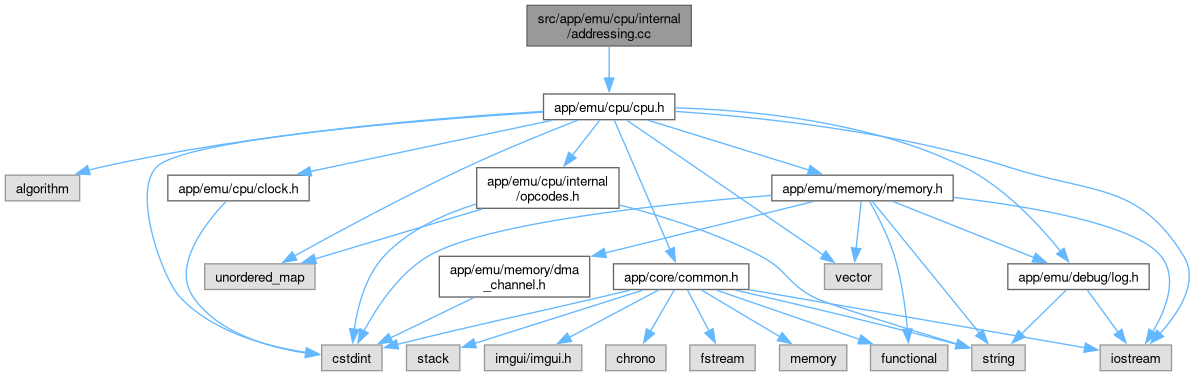 src/app/emu/cpu/internal
/addressing.cc
app/emu/cpu/cpu.h
algorithm
app/emu/cpu/clock.h
app/emu/cpu/internal
/opcodes.h
app/emu/memory/memory.h
unordered_map
app/emu/memory/dma
_channel.h
app/core/common.h
vector
app/emu/debug/log.h
cstdint
stack
imgui/imgui.h
chrono
fstream
memory
functional
string
iostream